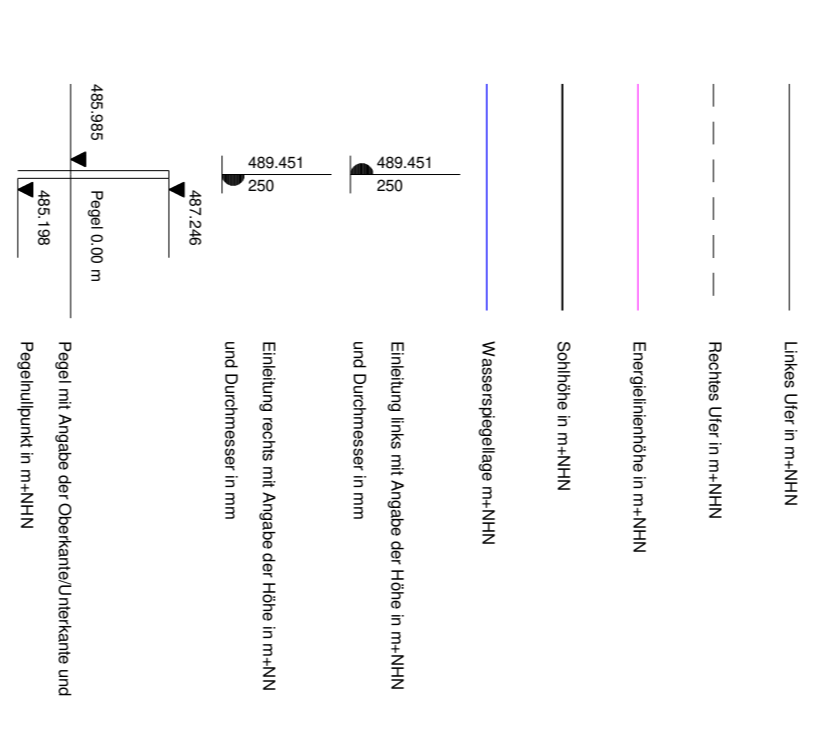 Linkes Ufer in m+NHN
Rechtes Ufer in m+NHN
Energielinienhöhe in m+NHN
Sohlhöhe in m+NHN
Wasserspiegellage m+NHN
489.451
250
Einleitung links mit Angabe der Höhe in m+NHN
und Durchmesser in mm
489.451
250
Einleitung rechts mit Angabe der Höhe in m+NN
und Durchmesser in mm
487.246
485.985
Pegel 0.00 m
485.198
Pegel mit Angabe der Oberkante/Unterkante und
Pegelnullpunkt in m+NHN